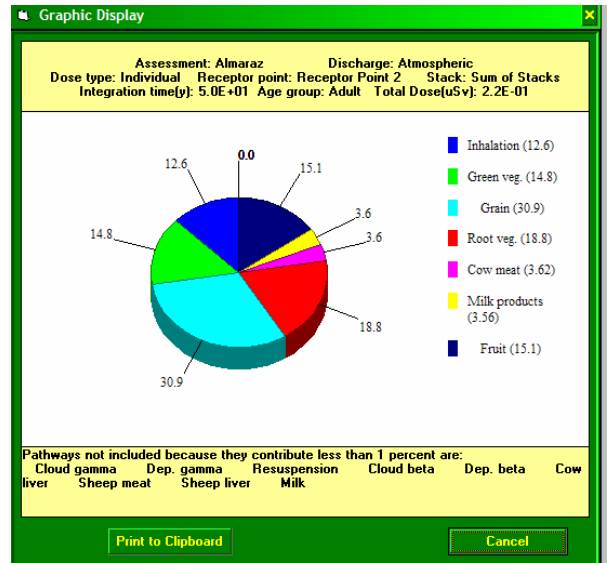 Graphic Display
Assessment: Almaraz Discharge: Atmospheric
Dose type: Individual Receptor point: Receptor Point 2 Stack: Sum of Stacks
Integration time(y): 5.0E+01 Age group: Adult Total Dose(uSv): 2.2E-01
12.6
0.0
15.1
3.6
3.6
14.8
18.8
30.9
Inhalation (12.6)
Green veg. (14.8)
Grain (30.9)
Root veg. (18.8)
Cow meat (3.62)
Milk products
(3.56)
Fruit (15.1)
Pathways not included because they contribute less than 1 percent are:
Cloud gamma Dep. gamma Resuspension Cloud beta Dep. beta Cow
liver Sheep meat Sheep liver Milk
Print to Clipboard
Cancel